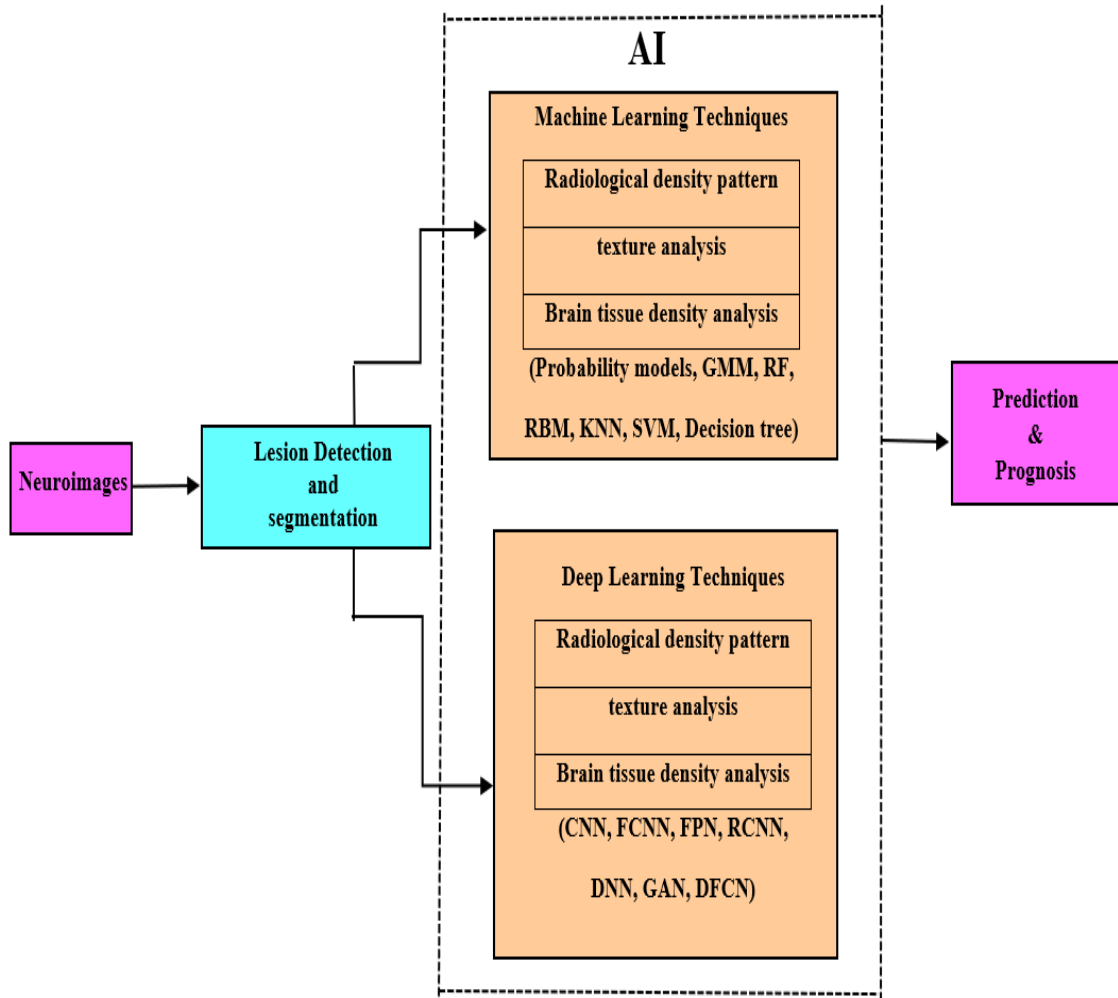 AI
Machine Learning Techniques
Radiological density pattern
texture analysis
Brain tissue density analysis
(Probability models, GMM, RF,
RBM, KNN, SVM, Decision tree)
Neuroimages
Lesion Detection
and
segmentation
Prediction
&
Prognosis
Deep Learning Techniques
Radiological density pattern
texture analysis
Brain tissue density analysis
(CNN, FCNN, FPN, RCNN,
DNN, GAN, DFCN)